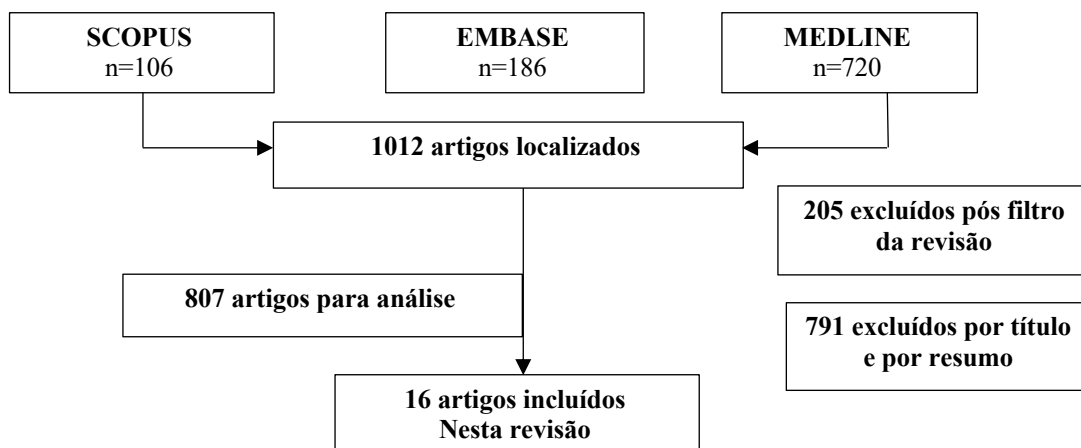 SCOPUS
n=106
EMBASE
n=186
MEDLINE
n=720
1012 artigos localizados
205 excluídos pós filtro
da revisão
807 artigos para análise
791 excluídos por título
e por resumo
16 artigos incluídos
Nesta revisão